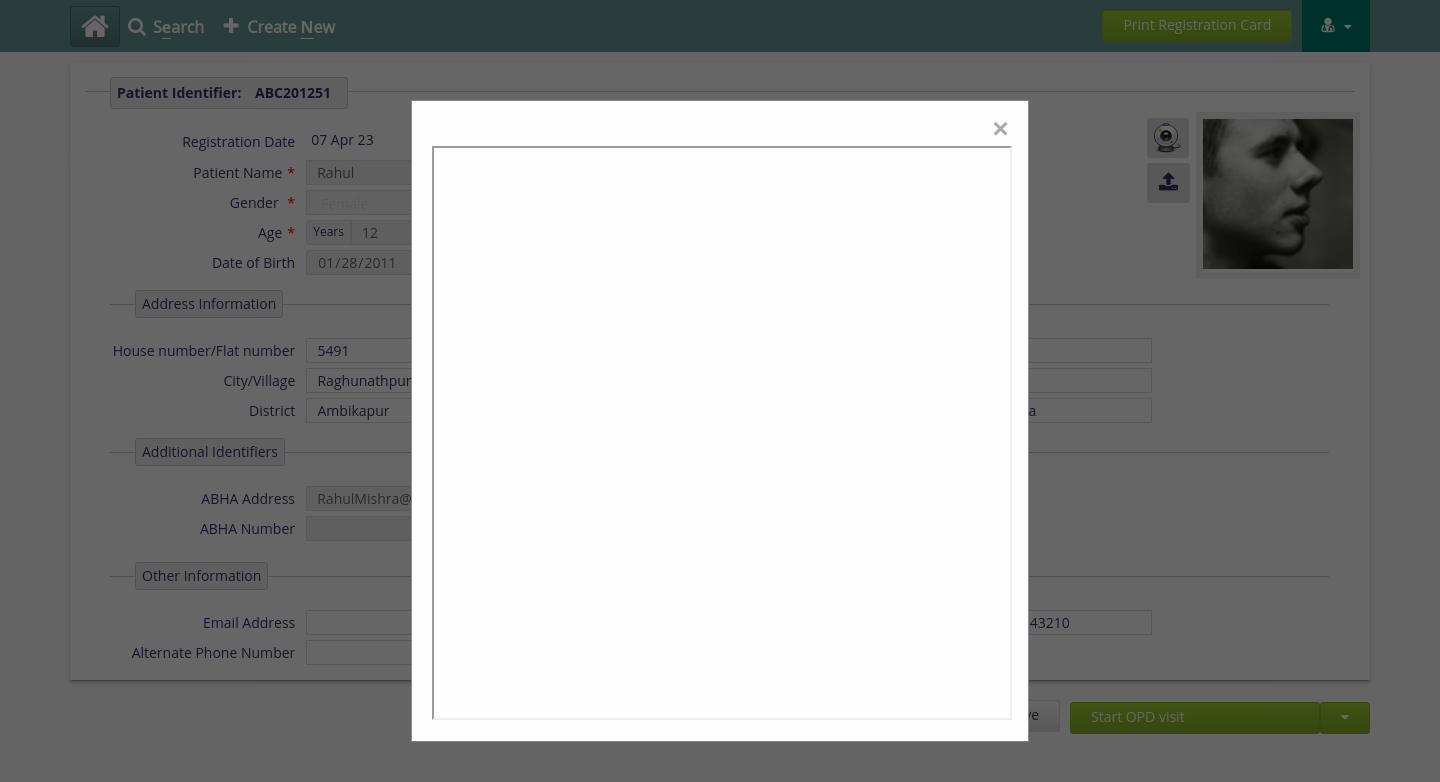 Search
Create New
Print Registration Card
Patient Identifier: ABC201251
×
Registration Date 07 Apr 23
Patient Name * Rahul
Gender * Female
Age * Years 12
Date of Birth 01/28/2011
Address Information
House number/Flat number 5491
City/Village Raghunathpur
District Ambikapur a
Additional Identifiers
ABHA Address RahulMishra@
ABHA Number
Other Information
Email Address 43210
Alternate Phone Number
ve
Start OPD visit